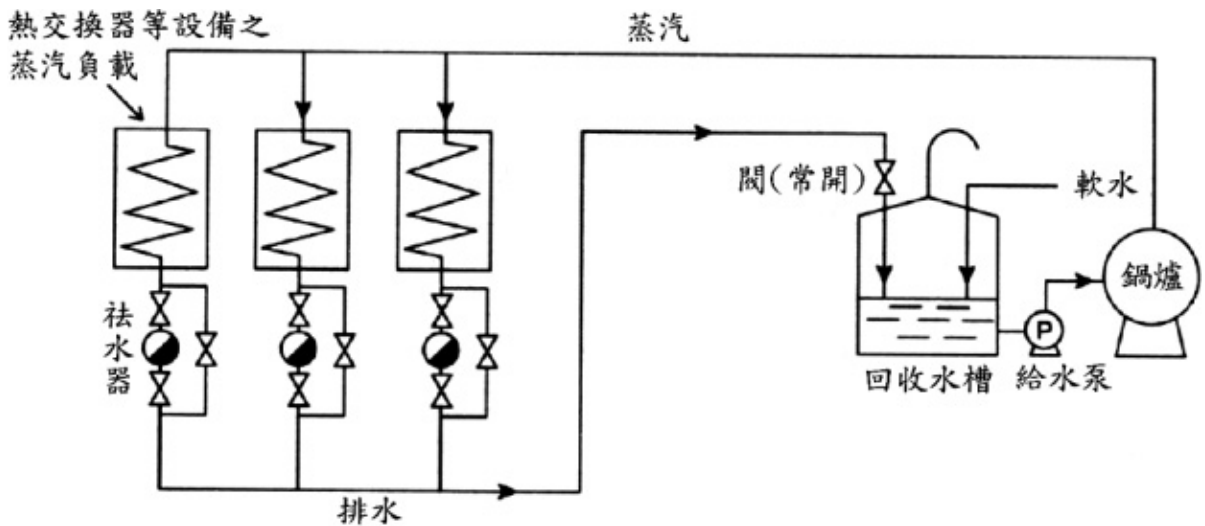 熱交換器等設備之
蒸汽負載
蒸汽
閥(常開)
軟水
鍋爐
祛水器
P
回收水槽
給水泵
排水